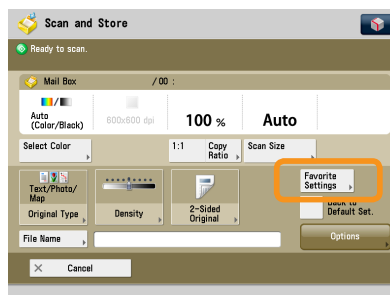 Scan and Store
Ready to scan.
Mail Box /00 :
Auto (Color/Black)
600x600 dpi
100 %
Auto
Select Color
1:1 Copy Ratio
Scan Size
Text/Photo/
Map
Original Type
Density
2-Sided
Original
Favorite
Settings
Back to
Default Set.
File Name
Options
× Cancel